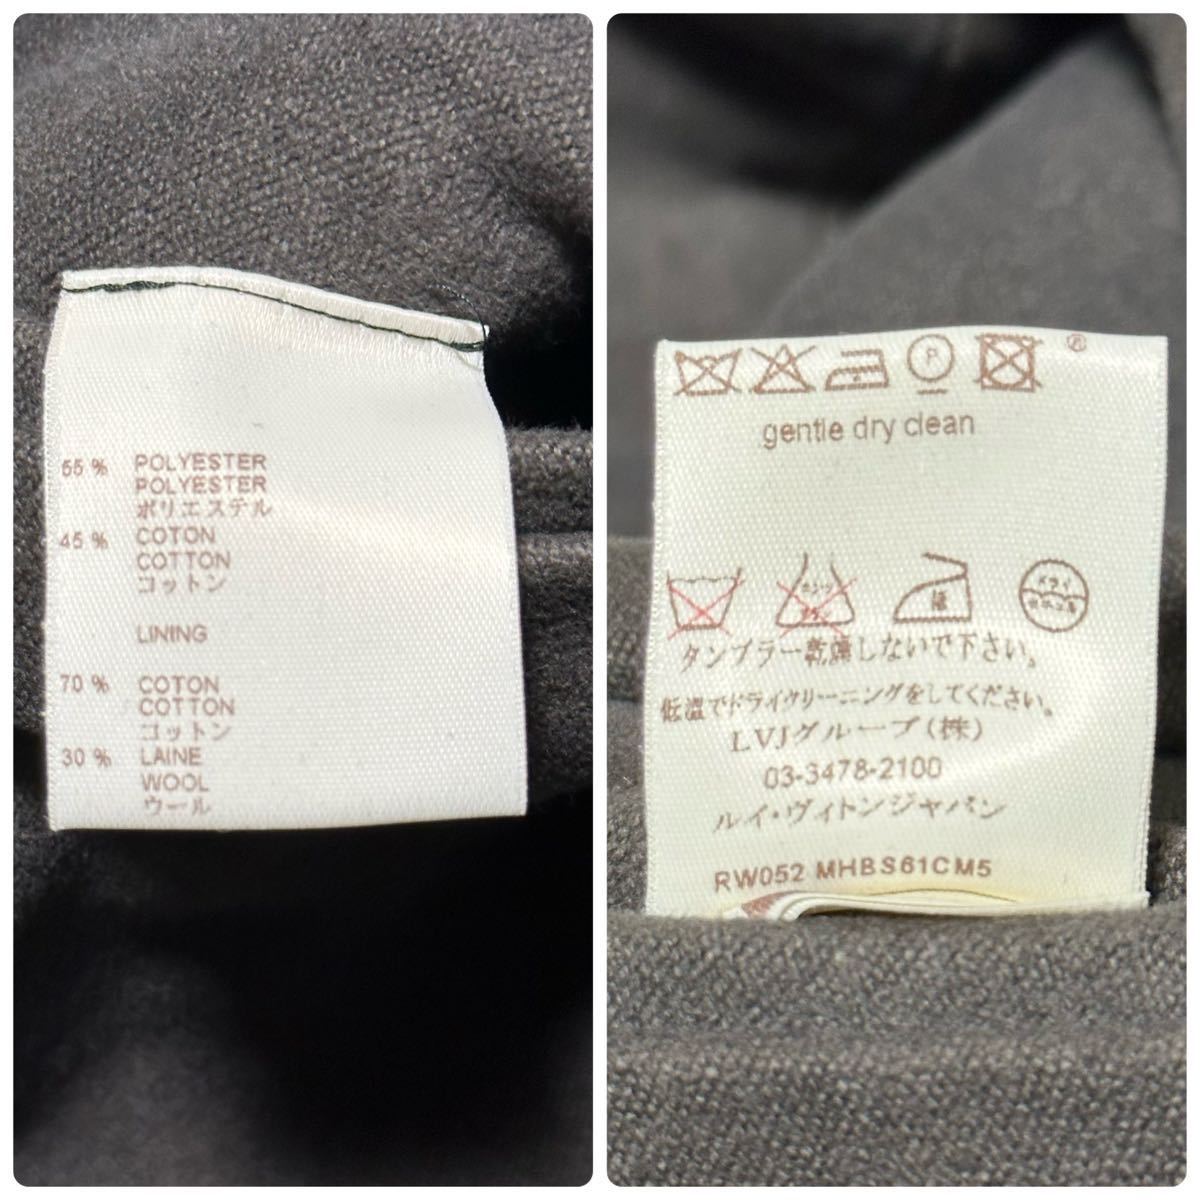 55 % POLYESTER
POLYESTER
ポリエステル
45 % COTON
COTTON
コットン
LINING
70 % COTON
COTTON
コットン
30 % LAINE
WOOL
ウール
P ®
gentle dry clean
低
ドライ
タンブラー乾燥しないで下さい。
低温でドライクリーニングをしてください。
LVJグループ(株)
03-3478-2100
ルイ・ヴィトンジャパン
RW052 MHBS61CM5